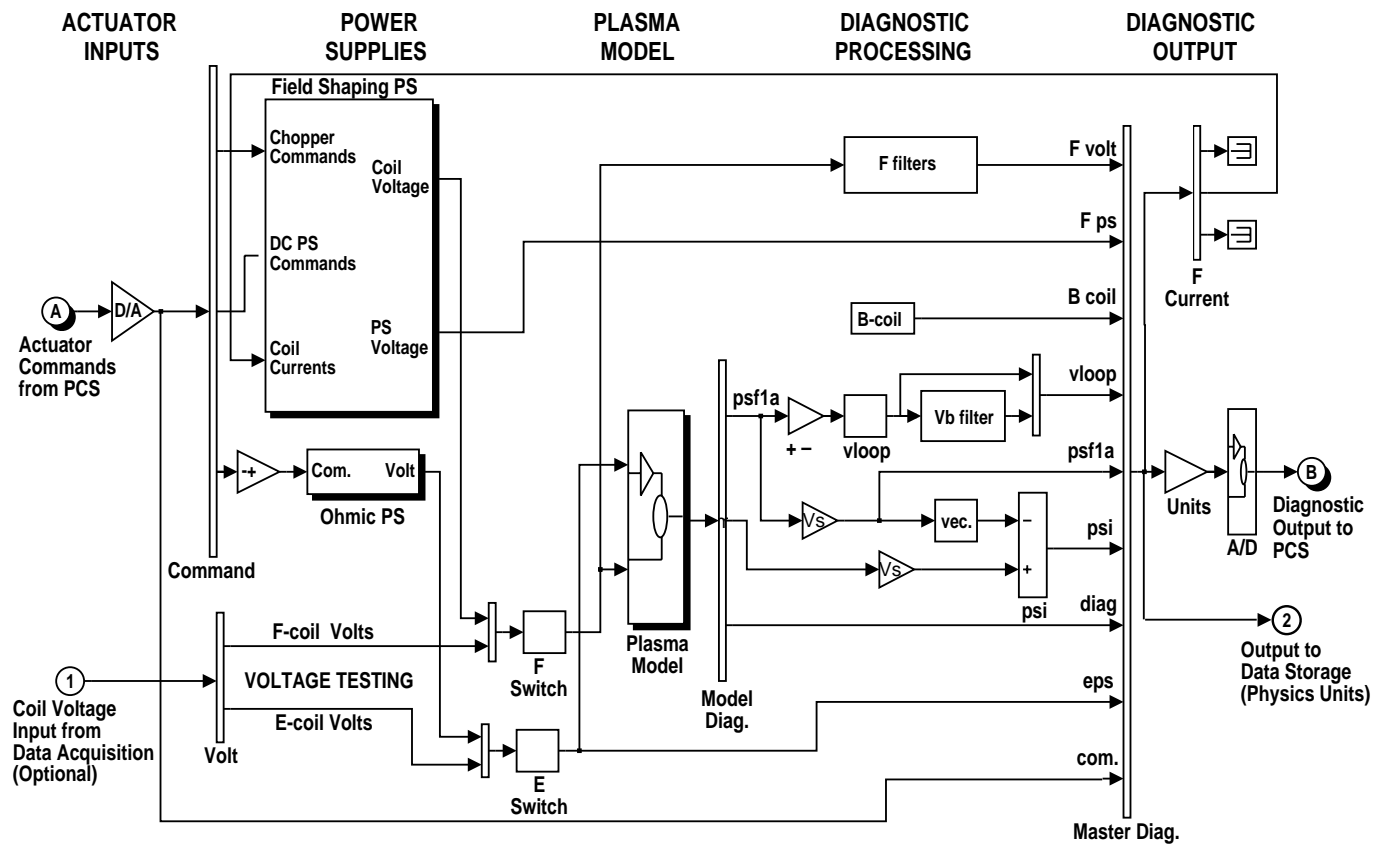 ACTUATOR
INPUTS
POWER
SUPPLIES
PLASMA
MODEL
DIAGNOSTIC
PROCESSING
DIAGNOSTIC
OUTPUT
Field Shaping PS
Chopper
Commands
Coil
Voltage
DC PS
Commands
PS
Voltage
Coil
Currents
A
D/A
Actuator
Commands
from PCS
-+
Com. Volt
Ohmic PS
Command
1
Coil Voltage
Input from
Data Acquisition
(Optional)
Volt
F-coil Volts
VOLTAGE TESTING
E-coil Volts
F
Switch
E
Switch
Plasma
Model
Model
Diag.
F filters
B-coil
psf1a
+ −
vloop
Vb filter
Vs
vec.
Vs
−
+
psi
F volt
F ps
B coil
vloop
psf1a
psi
diag
eps
com.
Master Diag.
F
Current
Units
A/D
B
Diagnostic
Output to
PCS
2
Output to
Data Storage
(Physics Units)